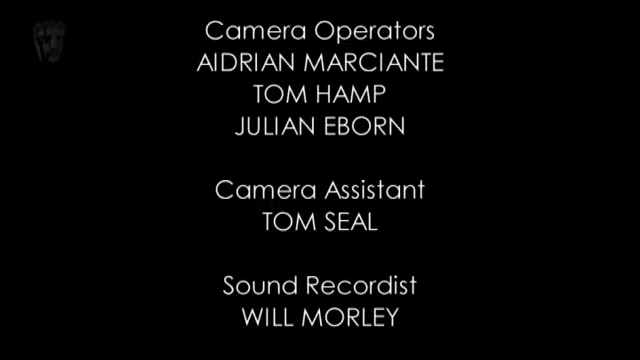 Camera Operators
AIDRIAN MARCIANTE
TOM HAMP
JULIAN EBORN
Camera Assistant
TOM SEAL
Sound Recordist
WILL MORLEY